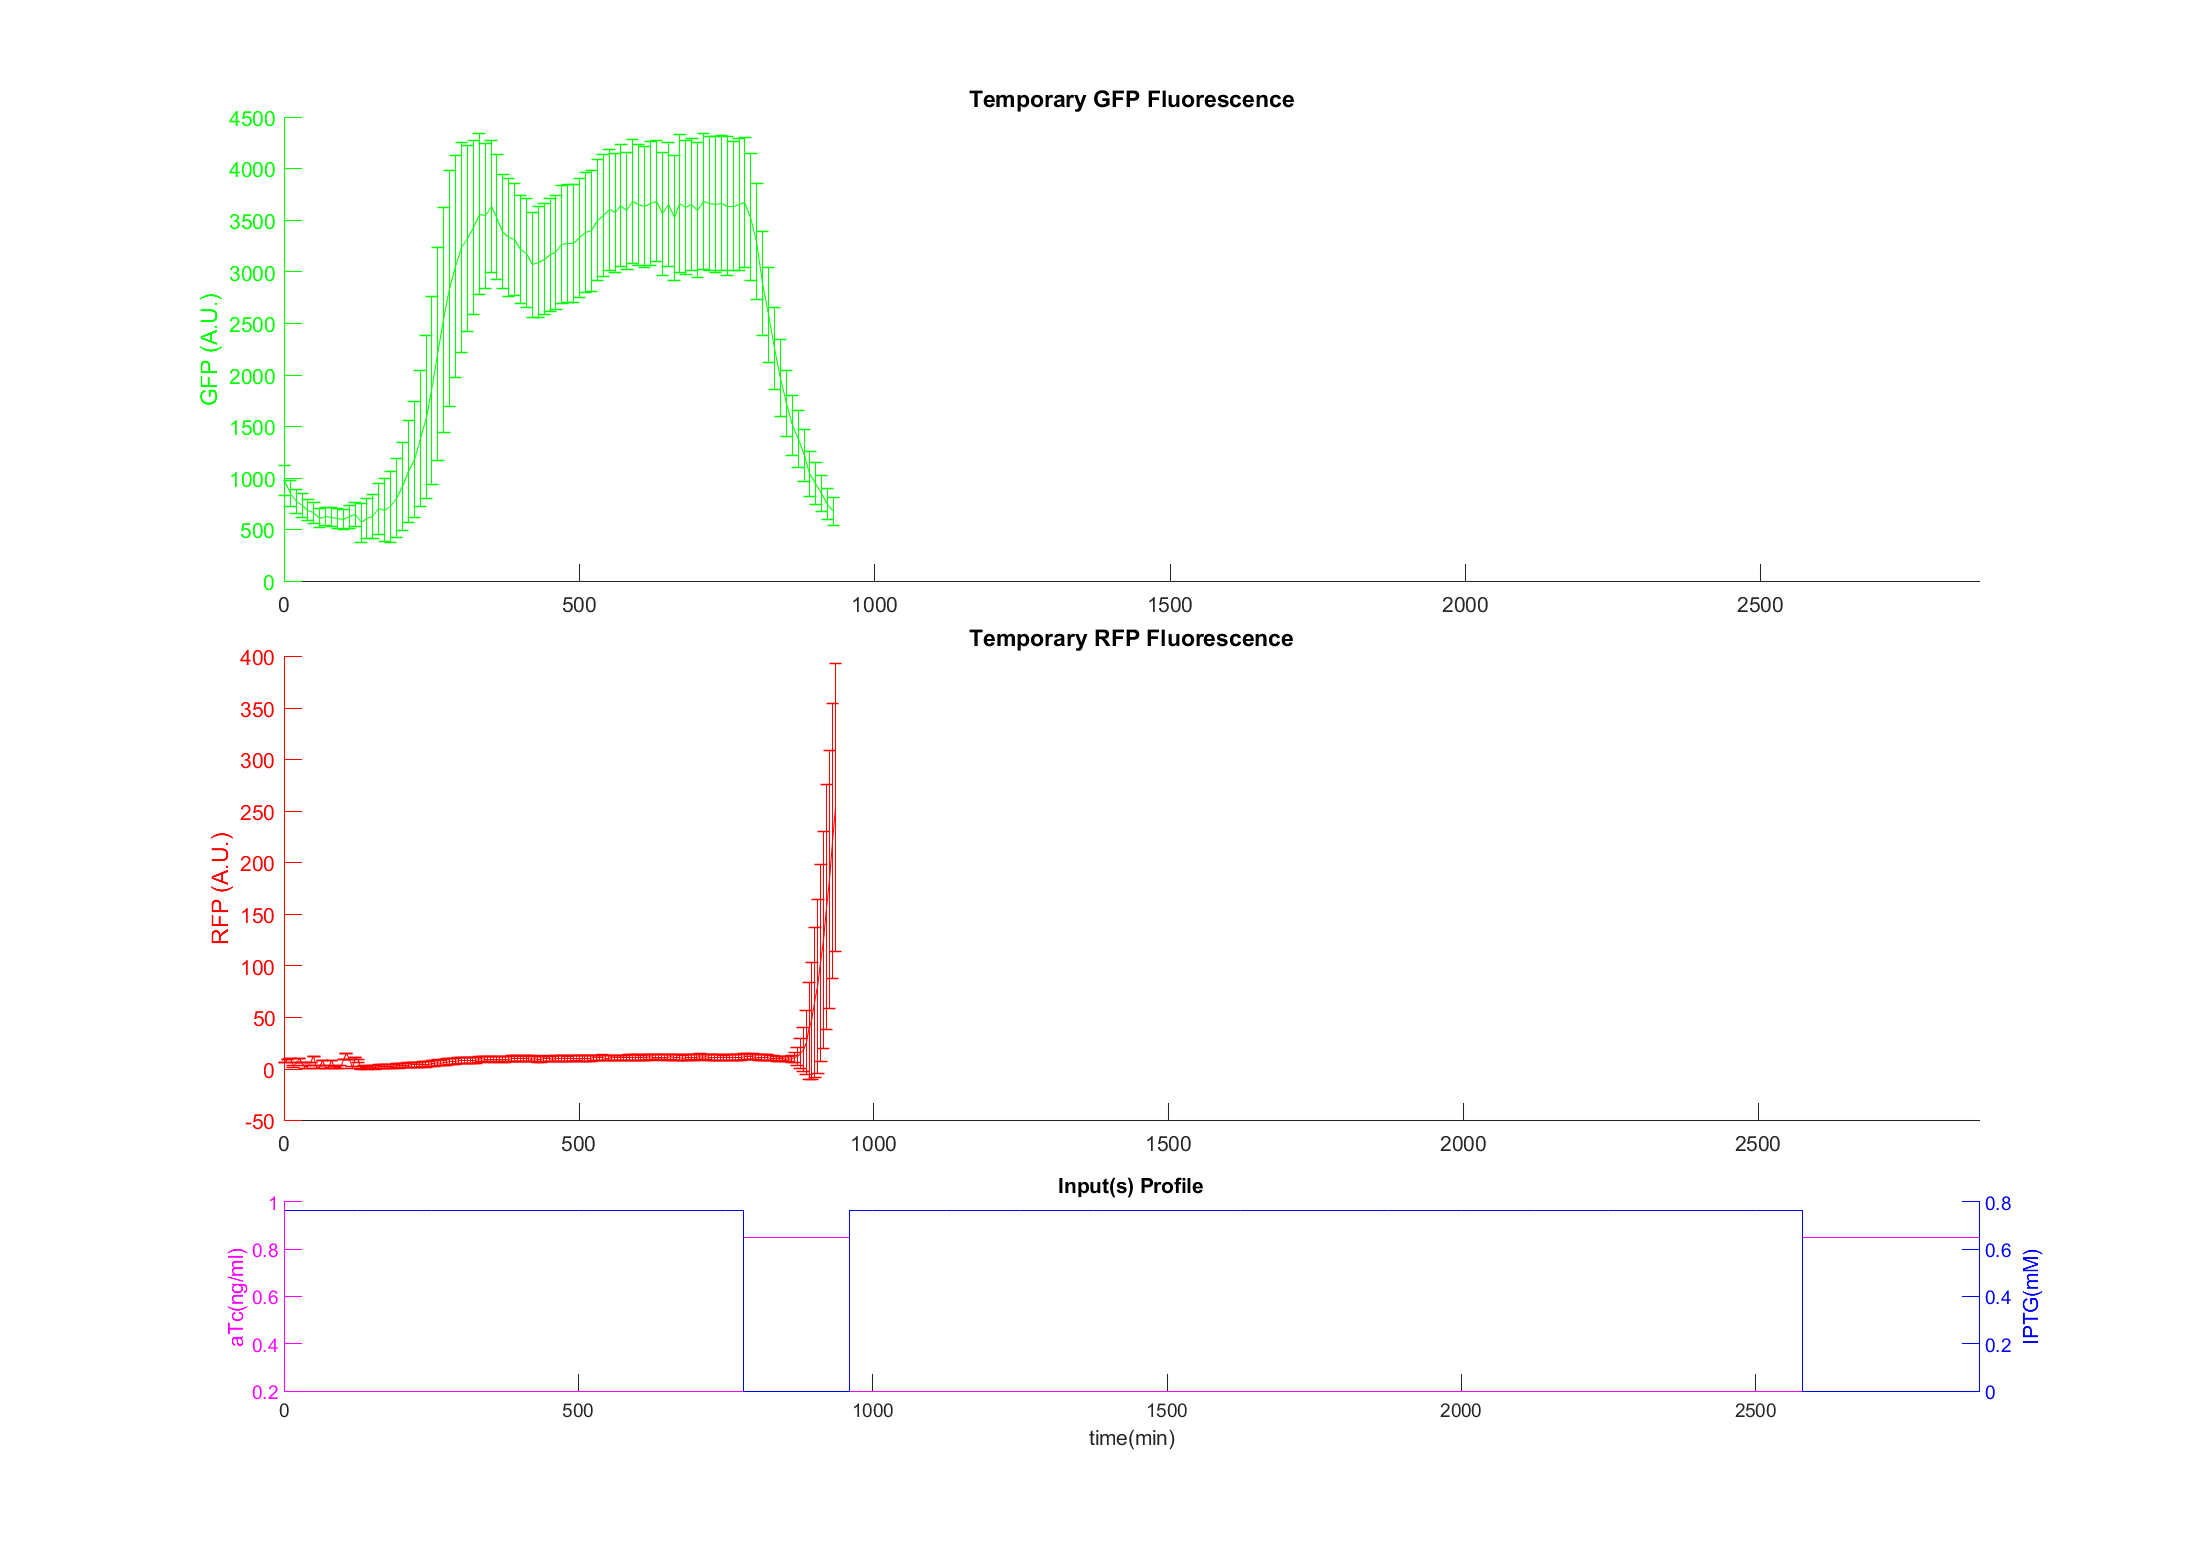 Temporary GFP Fluorescence
4500
4000
3500
3000
2500
2000
1500
1000
500
0
GFP (A.U.)
0 500 1000 1500 2000 2500
Temporary RFP Fluorescence
400
350
300
250
200
150
100
50
0
-50
RFP (A.U.)
0 500 1000 1500 2000 2500
Input(s) Profile
1
0.8
0.6
0.4
0.2
aTc(ng/ml)
0.8
0.6
0.4
0.2
0
IPTG(mM)
0 500 1000 1500 2000 2500
time(min)